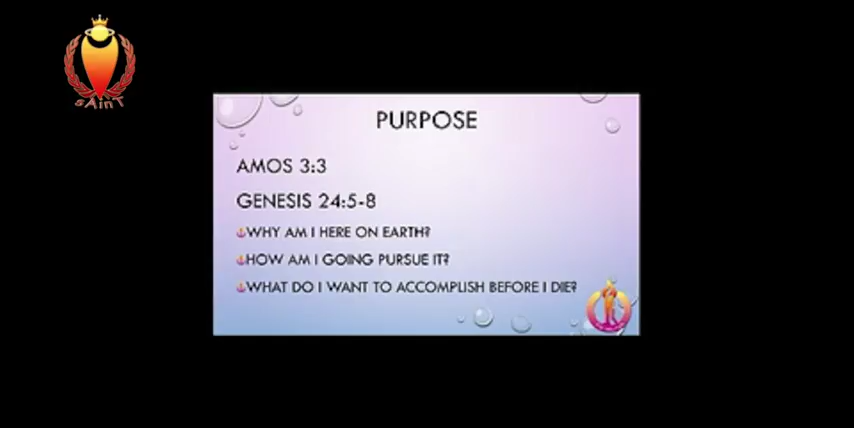 sAinT
PURPOSE
AMOS 3:3
GENESIS 24:5-8
WHY AM I HERE ON EARTH?
HOW AM I GOING PURSUE IT?
WHAT DO I WANT TO ACCOMPLISH BEFORE I DIE?